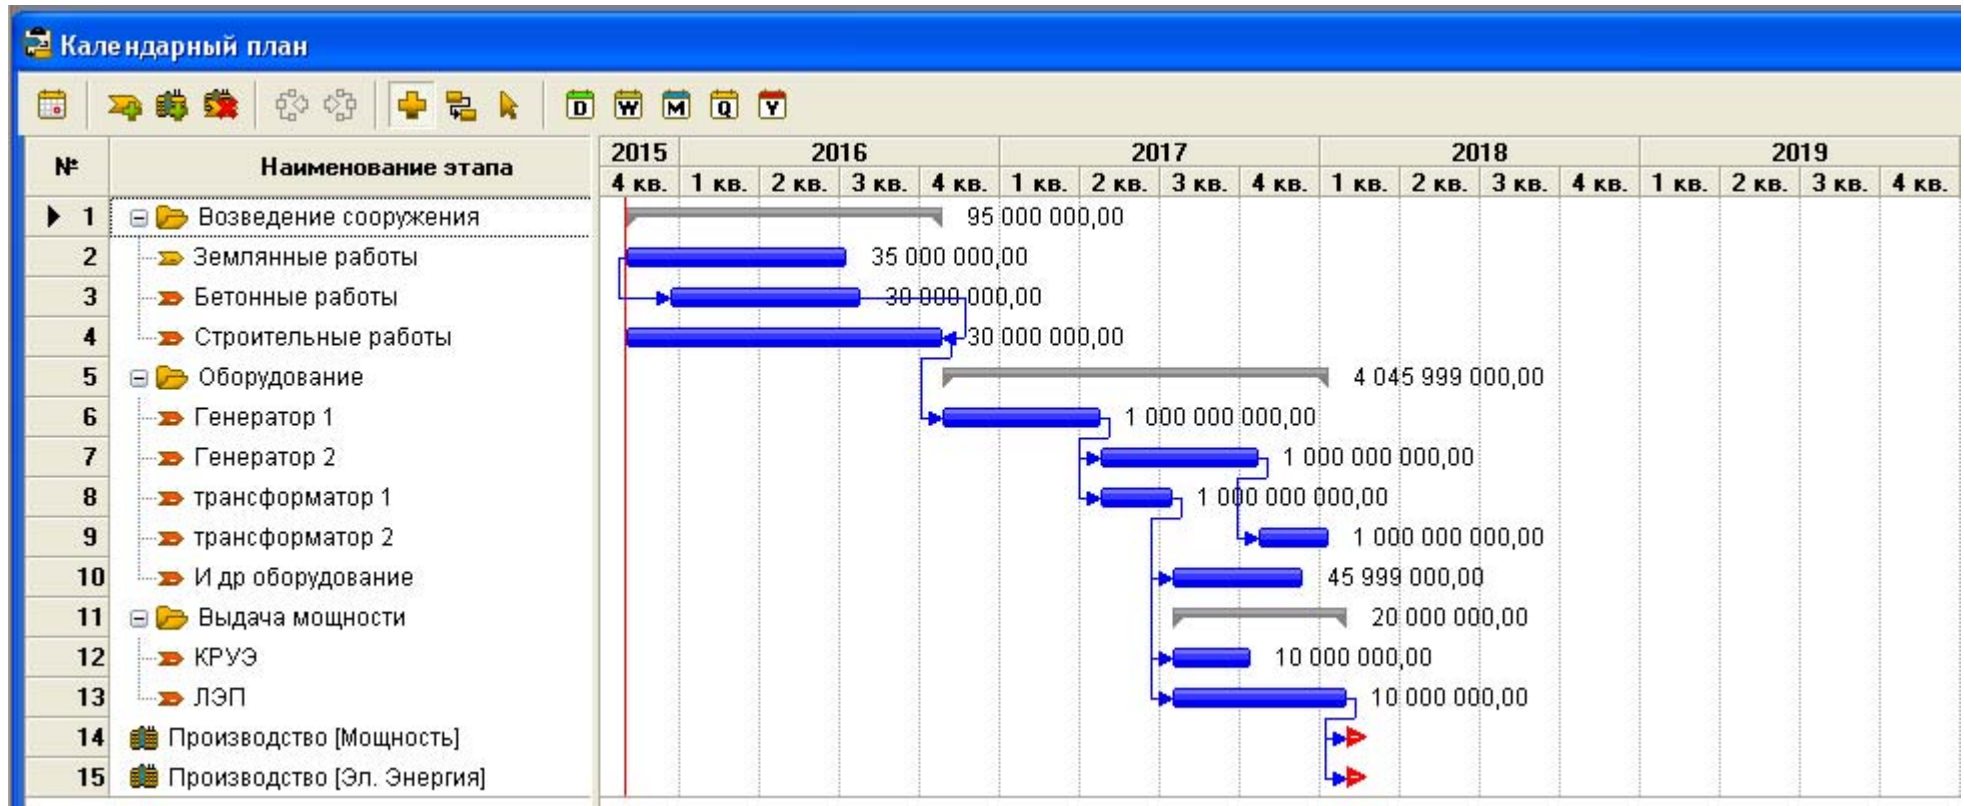 Календарный план
D W M Q Y
№ Наименование этапа 2015 2016 2017 2018 2019
4 кв. 1 кв. 2 кв. 3 кв. 4 кв. 1 кв. 2 кв. 3 кв. 4 кв. 1 кв. 2 кв. 3 кв. 4 кв. 1 кв. 2 кв. 3 кв. 4 кв.
1 Возведение сооружения 95 000 000,00
2 Землянные работы 35 000 000,00
3 Бетонные работы 30 000 000,00
4 Строительные работы 30 000 000,00
5 Оборудование 4 045 999 000,00
6 Генератор 1 1 000 000 000,00
7 Генератор 2 1 000 000 000,00
8 трансформатор 1 1 000 000 000,00
9 трансформатор 2 1 000 000 000,00
10 И др оборудование 45 999 000,00
11 Выдача мощности 20 000 000,00
12 КРУЭ 10 000 000,00
13 ЛЭП 10 000 000,00
14 Производство [Мощность]
15 Производство [Эл. Энергия]